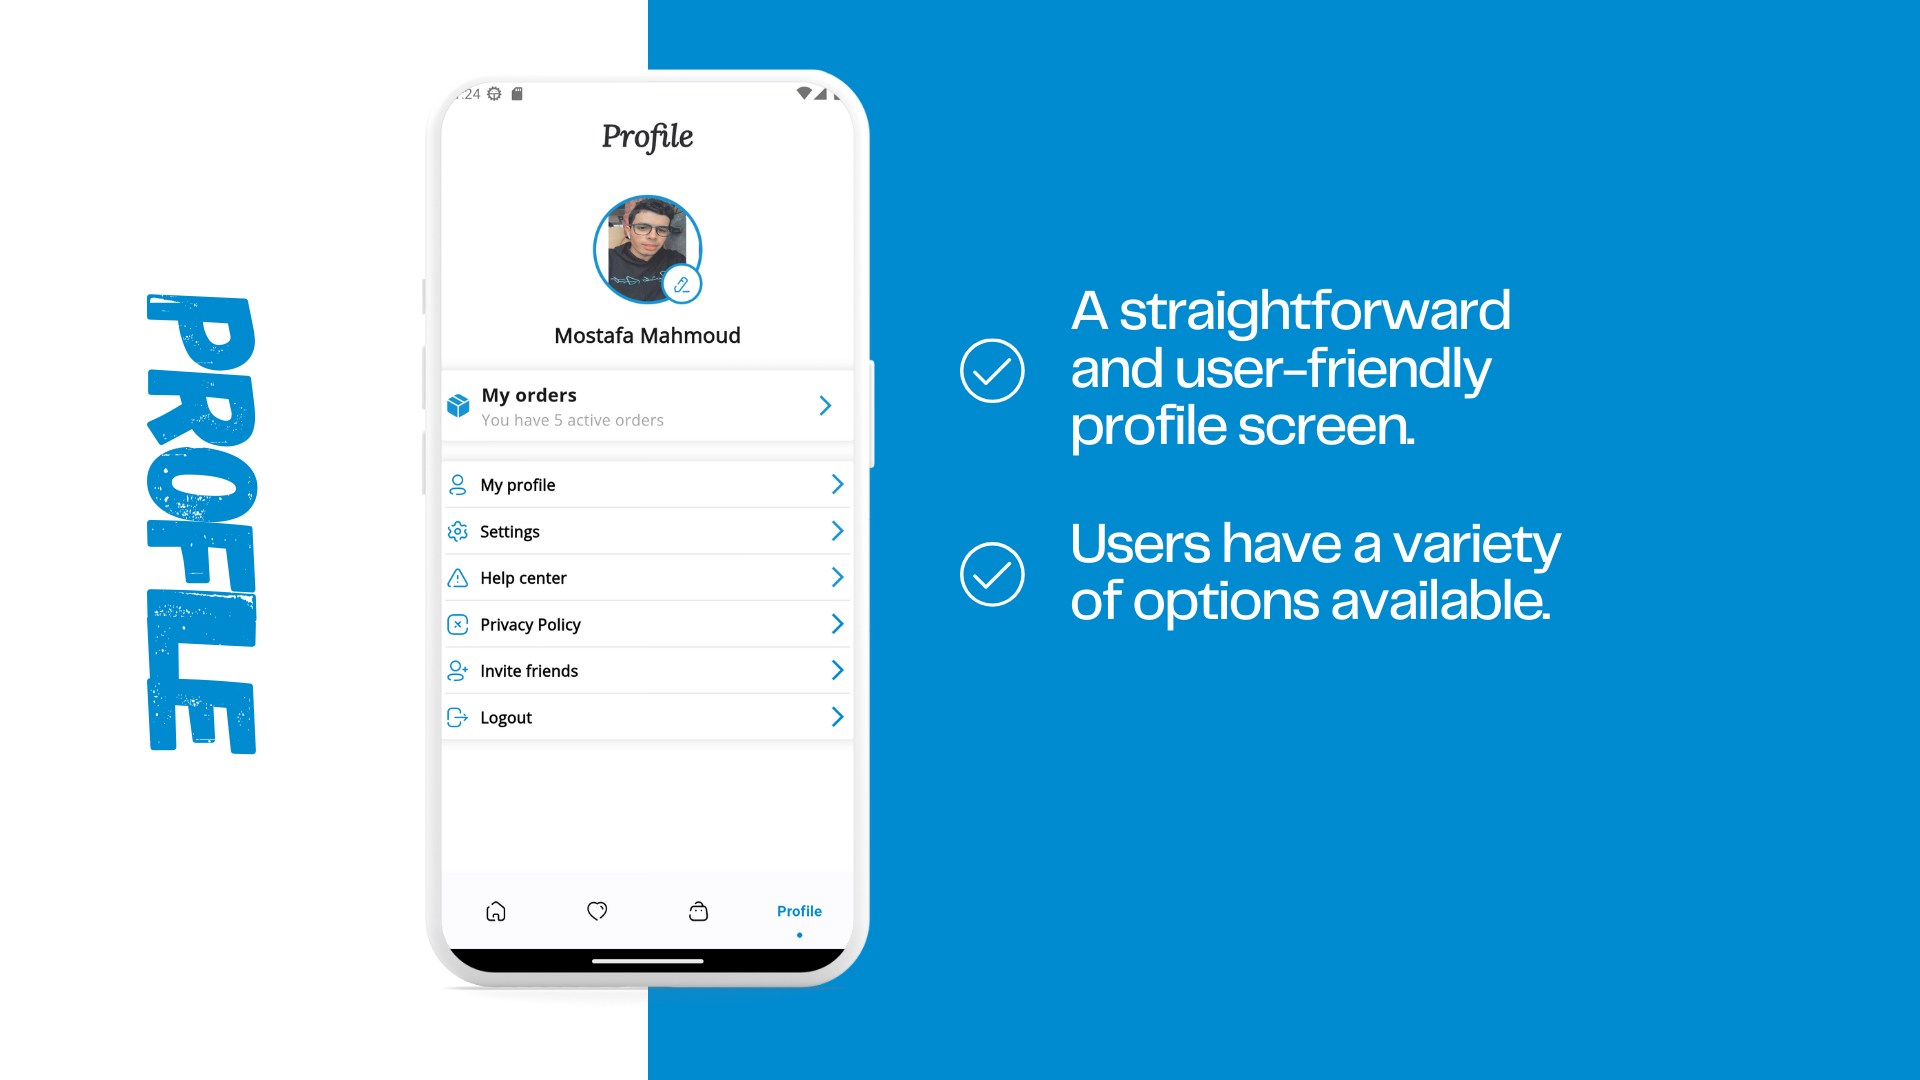 PROFILE
:24
Profile
Mostafa Mahmoud
My orders
You have 5 active orders
My profile
Settings
Help center
Privacy Policy
Invite friends
Logout
Profile
A straightforward
and user-friendly
profile screen.
Users have a variety
of options available.